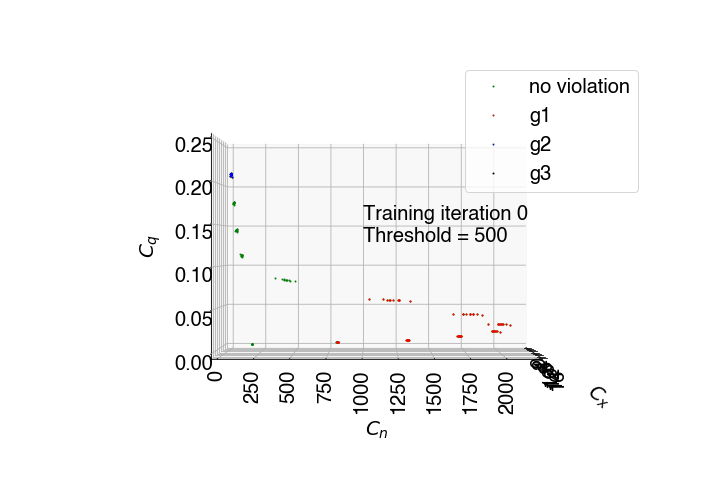 no violation
g1
g2
g3
0.25
0.20
0.15
0.10
0.05
0.00
C_q
Training iteration 0
Threshold = 500
0
250
500
750
1000
1250
1500
1750
2000
C_n
C_x